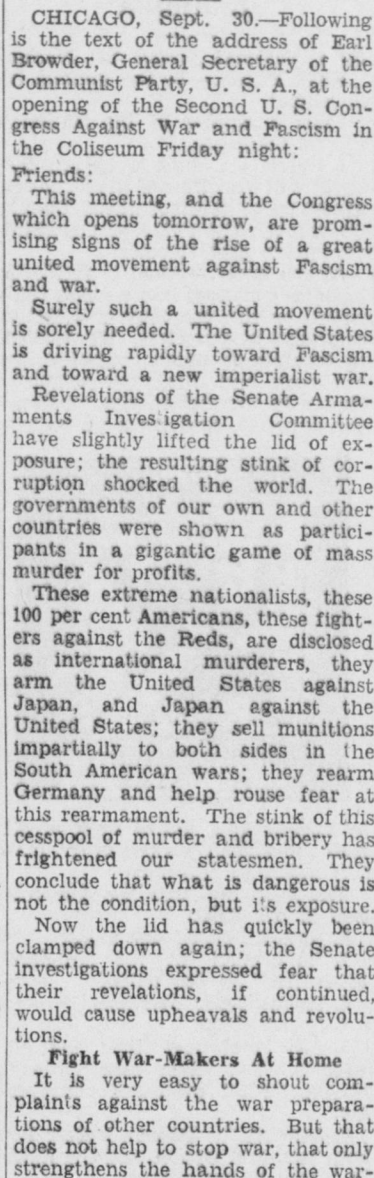 CHICAGO, Sept. 30.—Following
is the text of the address of Earl
Browder, General Secretary of the
Communist Party, U. S. A., at the
opening of the Second U. S. Con-
gress Against War and Fascism in
the Coliseum Friday night:
Friends:
This meeting, and the Congress
which opens tomorrow, are prom-
ising signs of the rise of a great
united movement against Fascism
and war.
Surely such a united movement
is sorely needed. The United States
is driving rapidly toward Fascism
and toward a new imperialist war.
Revelations of the Senate Arma-
ments Inves.igation Committee
have slightly lifted the lid of ex-
posure; the resulting stink of cor-
ruption shocked the world. The
governments of our own and other
countries were shown as partici-
pants in a gigantic game of mass
murder for profits.
These extreme nationalists, these
100 per cent Americans, these fight-
ers against the Reds, are disclosed
as international murderers, they
arm the United States against
Japan, and Japan against the
United States; they sell munitions
impartially to both sides in the
South American wars; they rearm
Germany and help rouse fear at
this rearmament. The stink of this
cesspool of murder and bribery has
frightened our statesmen. They
conclude that what is dangerous is
not the condition, but its exposure.
Now the lid has quickly been
clamped down again; the Senate
investigations expressed fear that
their revelations, if continued,
would cause upheavals and revolu-
tions.
Fight War-Makers At Home
It is very easy to shout com-
plaints against the war prepara-
tions of other countries. But that
does not help to stop war, that only
strengthens the hands of the war-